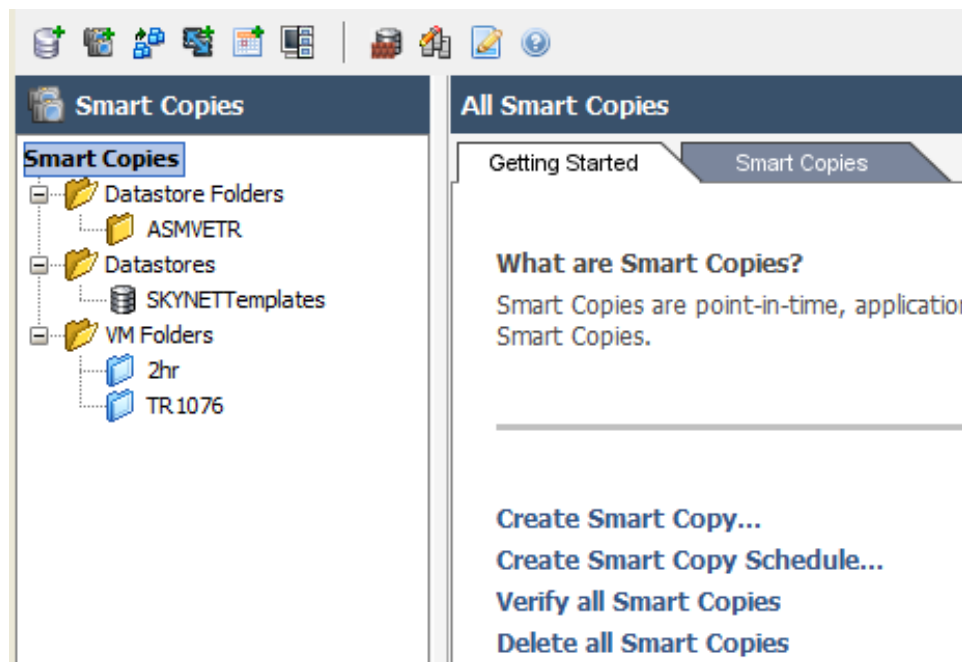 Smart Copies
All Smart Copies
Smart Copies
Datastore Folders
ASMVETR
Datastores
SKYNETTemplates
VM Folders
2hr
TR1076
Getting Started
Smart Copies
What are Smart Copies?
Smart Copies are point-in-time,
Smart Copies.
Create Smart Copy...
Create Smart Copy Schedule...
Verify all Smart Copies
Delete all Smart Copies